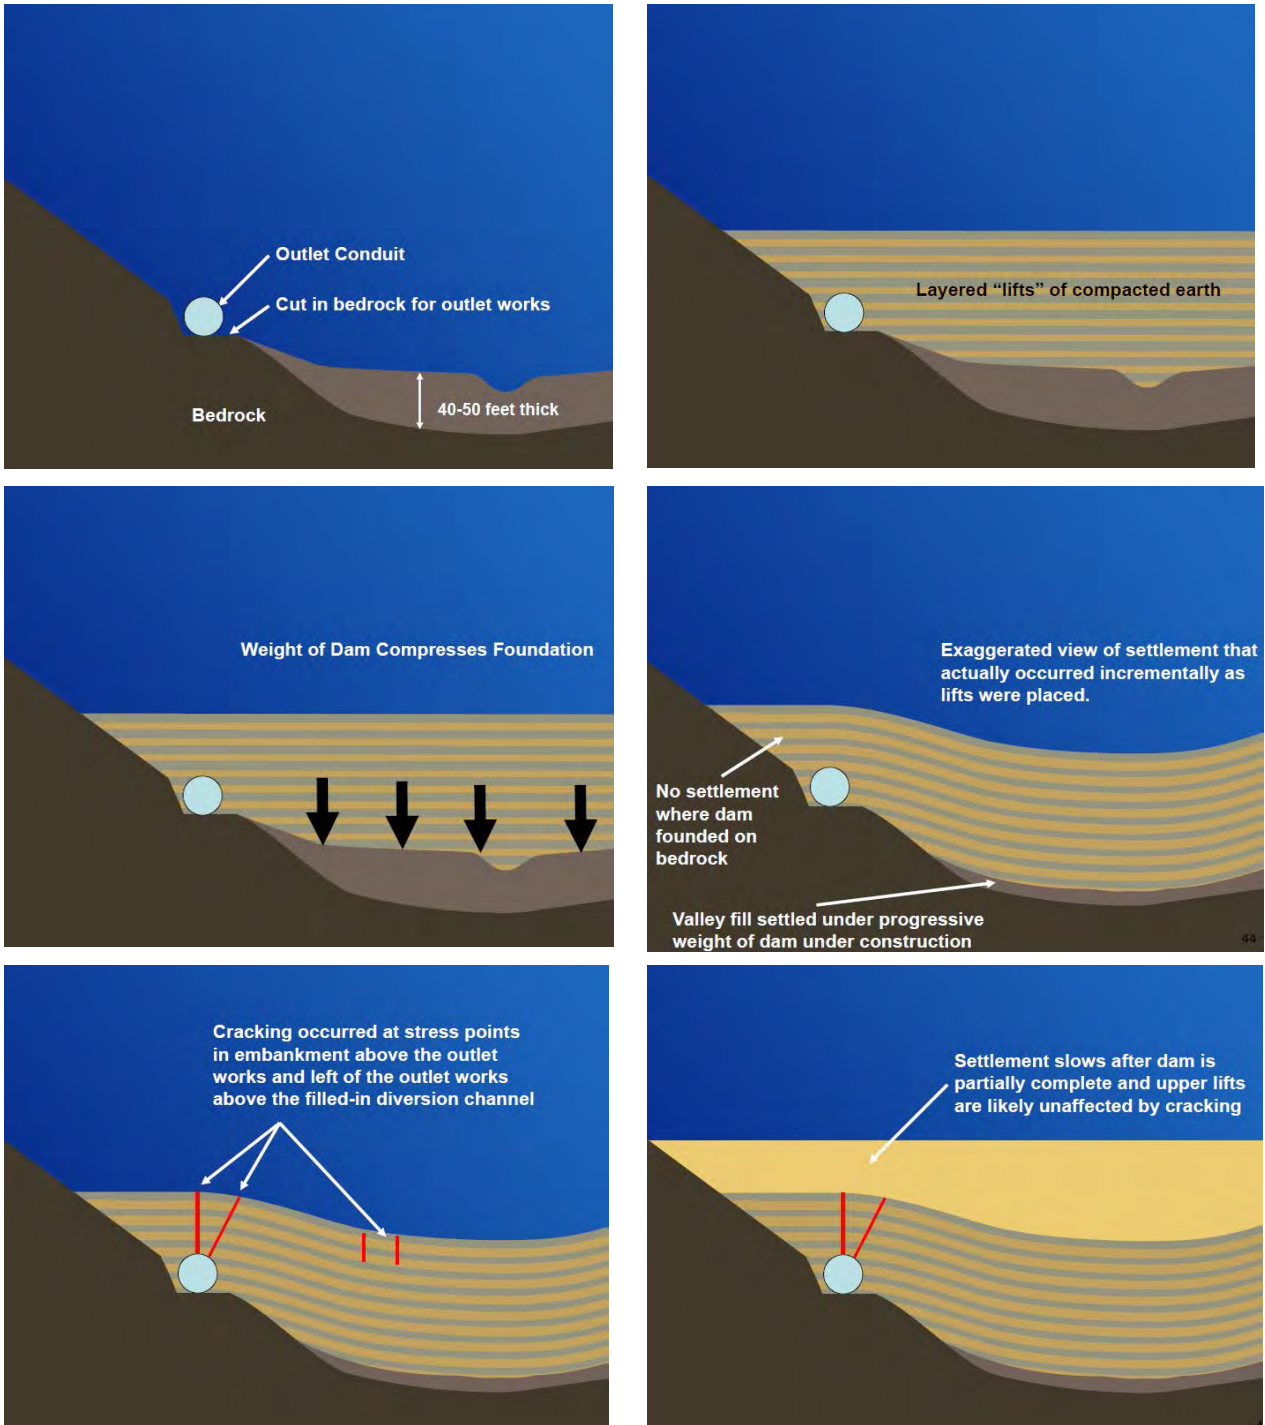 Outlet Conduit
Cut in bedrock for outlet works
40-50 feet thick
Bedrock
Layered “lifts” of compacted earth
Weight of Dam Compresses Foundation
Exaggerated view of settlement that
actually occurred incrementally as
lifts were placed.
No settlement
where dam
founded on
bedrock
Valley fill settled under progressive
weight of dam under construction
44
Cracking occurred at stress points
in embankment above the outlet
works and left of the outlet works
above the filled-in diversion channel
Settlement slows after dam is
partially complete and upper lifts
are likely unaffected by cracking